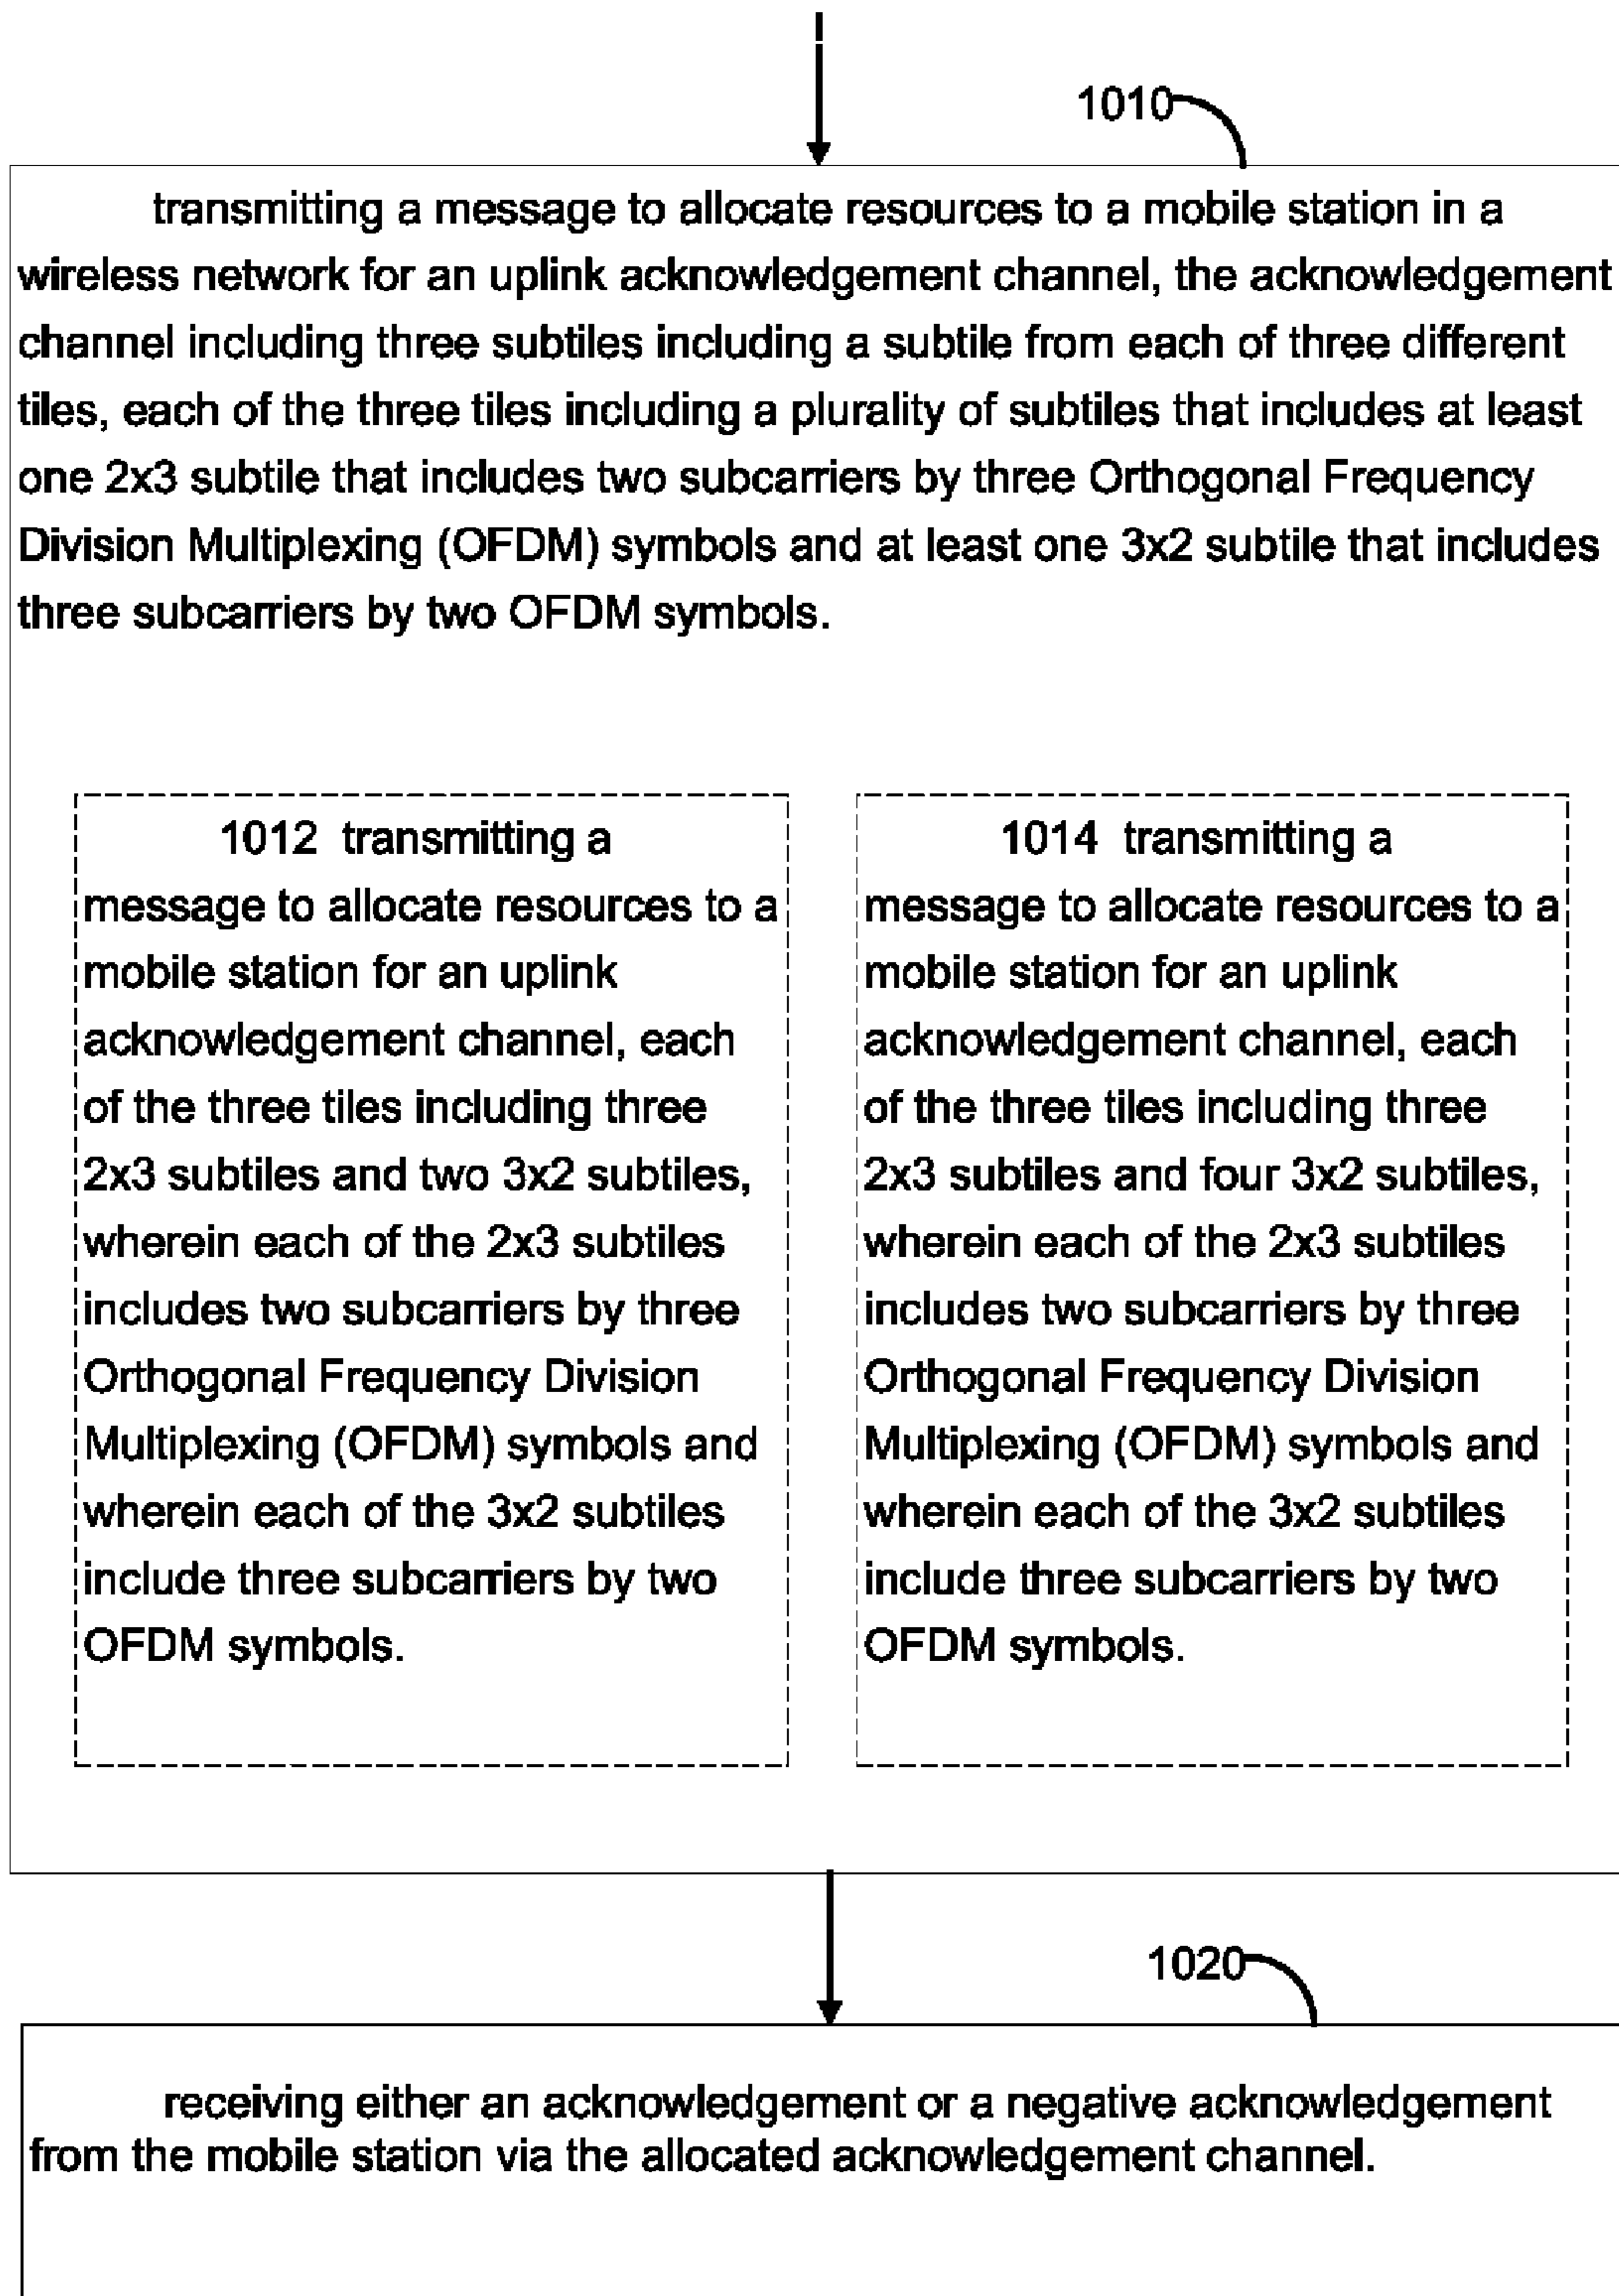 1010
transmitting a message to allocate resources to a mobile station in a
wireless network for an uplink acknowledgement channel, the acknowledgement
channel including three subtiles including a subtile from each of three different
tiles, each of the three tiles including a plurality of subtiles that includes at least
one 2x3 subtile that includes two subcarriers by three Orthogonal Frequency
Division Multiplexing (OFDM) symbols and at least one 3x2 subtile that includes
three subcarriers by two OFDM symbols.
1012 transmitting a
message to allocate resources to a
mobile station for an uplink
acknowledgement channel, each
of the three tiles including three
2x3 subtiles and two 3x2 subtiles,
wherein each of the 2x3 subtiles
includes two subcarriers by three
Orthogonal Frequency Division
Multiplexing (OFDM) symbols and
wherein each of the 3x2 subtiles
include three subcarriers by two
OFDM symbols.
1014 transmitting a
message to allocate resources to a
mobile station for an uplink
acknowledgement channel, each
of the three tiles including three
2x3 subtiles and four 3x2 subtiles,
wherein each of the 2x3 subtiles
includes two subcarriers by three
Orthogonal Frequency Division
Multiplexing (OFDM) symbols and
wherein each of the 3x2 subtiles
include three subcarriers by two
OFDM symbols.
1020
receiving either an acknowledgement or a negative acknowledgement
from the mobile station via the allocated acknowledgement channel.